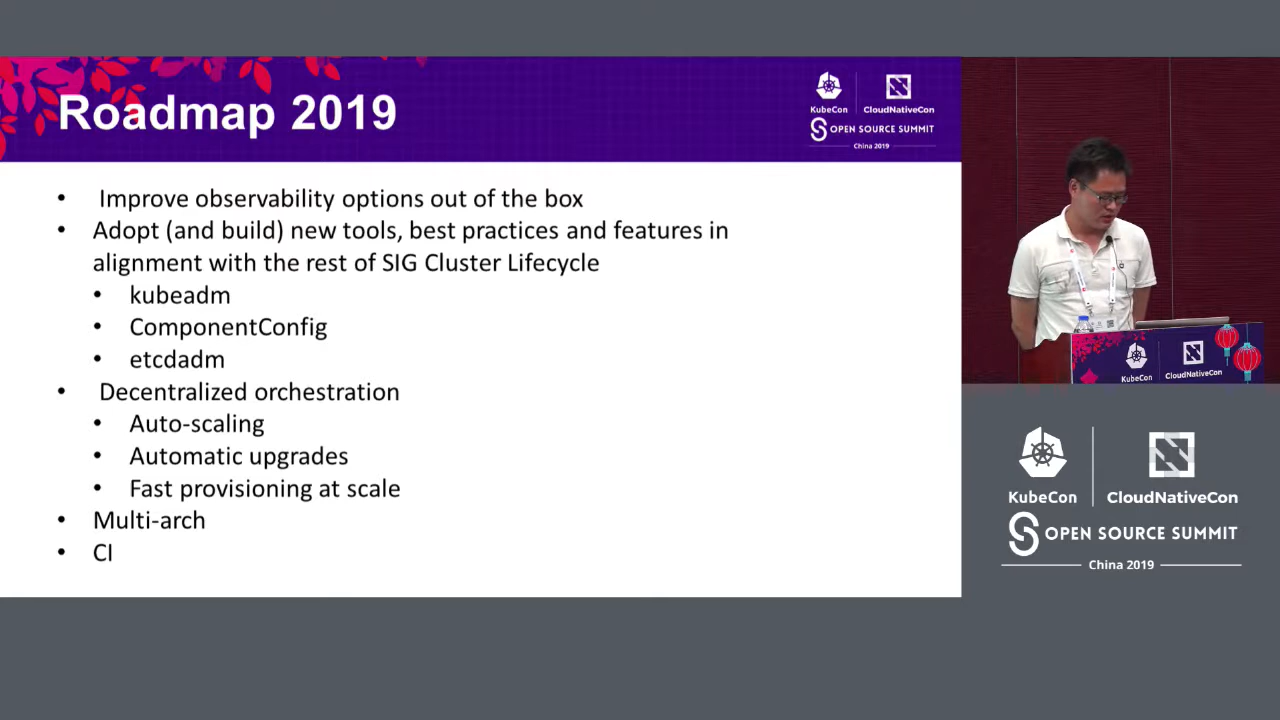 Roadmap 2019
KubeCon
CloudNativeCon
OPEN SOURCE SUMMIT
China 2019
• Improve observability options out of the box
• Adopt (and build) new tools, best practices and features in
alignment with the rest of SIG Cluster Lifecycle
• kubeadm
• ComponentConfig
• etcdadm
• Decentralized orchestration
• Auto-scaling
• Automatic upgrades
• Fast provisioning at scale
• Multi-arch
• CI
KubeCon
CloudNativeCon
KubeCon
CloudNativeCon
OPEN SOURCE SUMMIT
China 2019